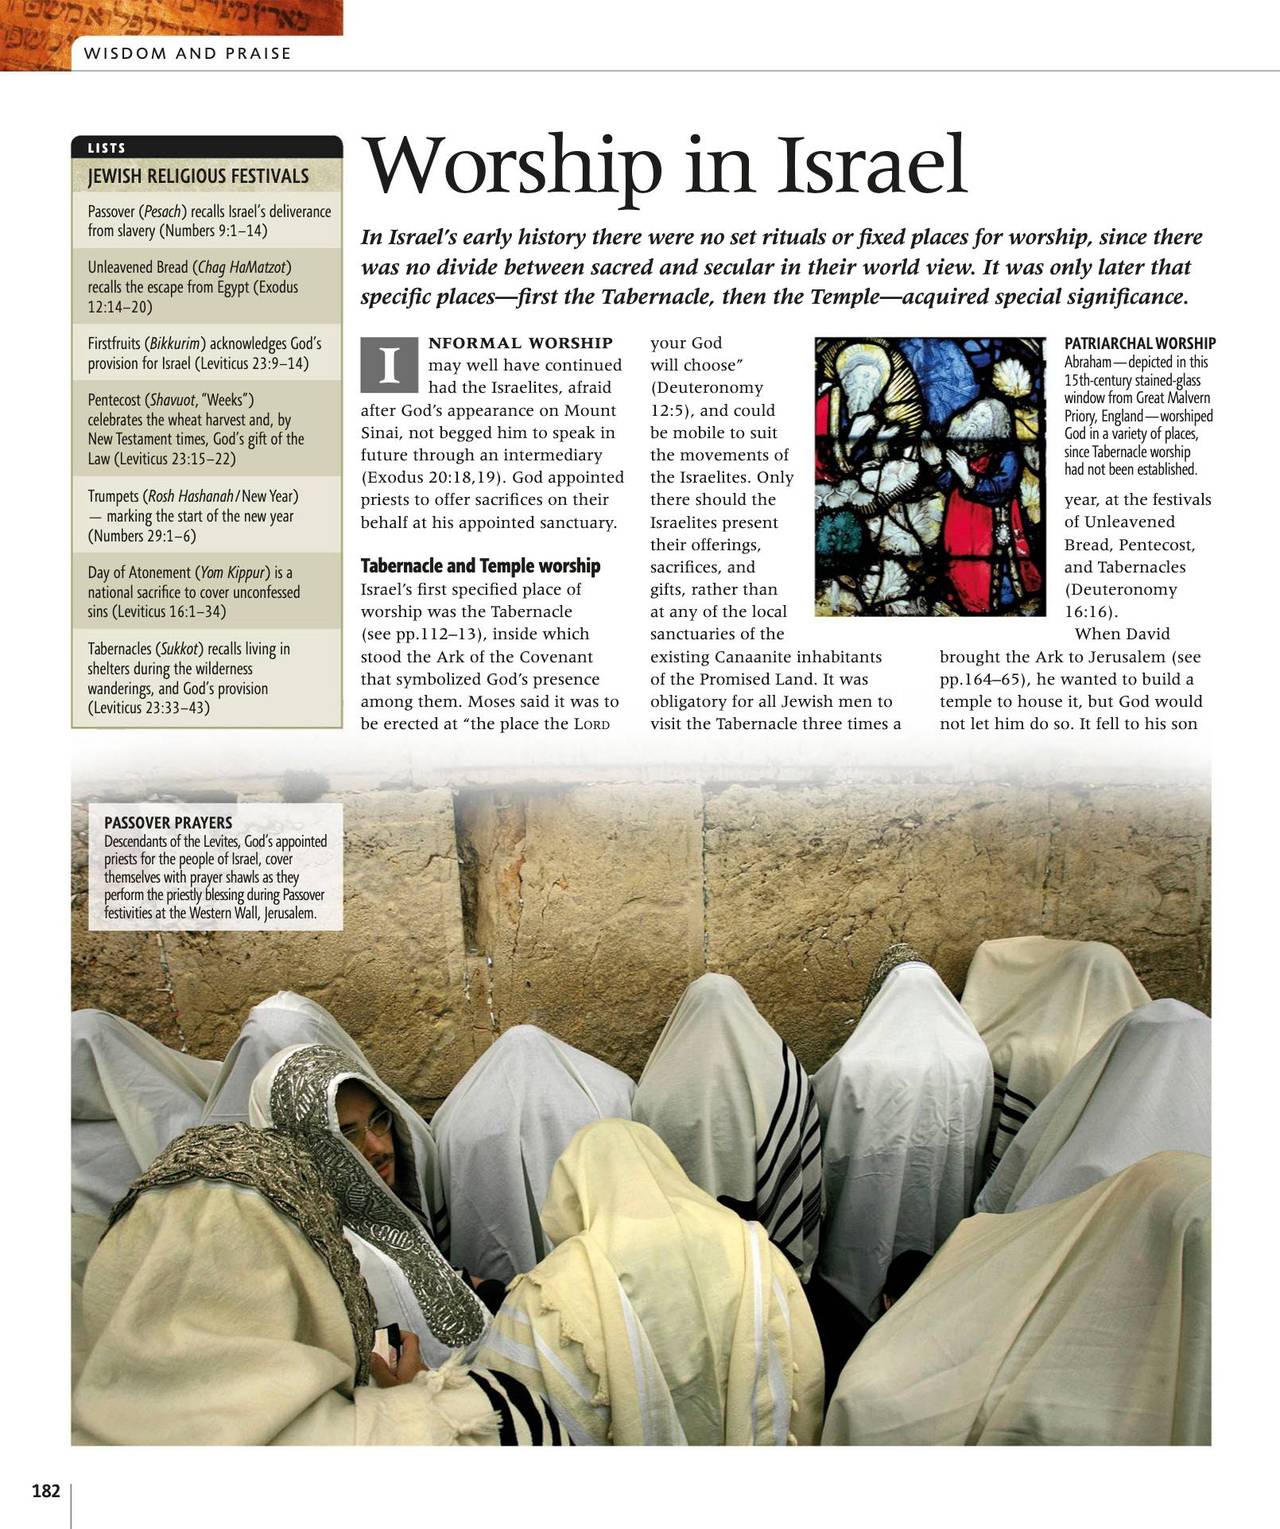 WISDOM AND PRAISE
LISTS
JEWISH RELIGIOUS FESTIVALS
Passover (Pesach) recalls Israel's deliverance
from slavery (Numbers 9:1–14)
Unleavened Bread (Chag HaMatzot)
recalls the escape from Egypt (Exodus
12:14–20)
Firstfruits (Bikkurim) acknowledges God's
provision for Israel (Leviticus 23:9–14)
Pentecost (Shavuot, "Weeks")
celebrates the wheat harvest and, by
New Testament times, God's gift of the
Law (Leviticus 23:15–22)
Trumpets (Rosh Hashanah/New Year)
— marking the start of the new year
(Numbers 29:1–6)
Day of Atonement (Yom Kippur) is a
national sacrifice to cover unconfessed
sins (Leviticus 16:1–34)
Tabernacles (Sukkot) recalls living in
shelters during the wilderness
wanderings, and God's provision
(Leviticus 23:33–43)
Worship in Israel
In Israel's early history there were no set rituals or fixed places for worship, since there
was no divide between sacred and secular in their world view. It was only later that
specific places—first the Tabernacle, then the Temple—acquired special significance.
INFORMAL WORSHIP
may well have continued
had the Israelites, afraid
after God's appearance on Mount
Sinai, not begged him to speak in
future through an intermediary
(Exodus 20:18,19). God appointed
priests to offer sacrifices on their
behalf at his appointed sanctuary.
Tabernacle and Temple worship
Israel's first specified place of
worship was the Tabernacle
(see pp.112–13), inside which
stood the Ark of the Covenant
that symbolized God's presence
among them. Moses said it was to
be erected at "the place the LORD
your God
will choose"
(Deuteronomy
12:5), and could
be mobile to suit
the movements of
the Israelites. Only
there should the
Israelites present
their offerings,
sacrifices, and
gifts, rather than
at any of the local
sanctuaries of the
existing Canaanite inhabitants
of the Promised Land. It was
obligatory for all Jewish men to
visit the Tabernacle three times a
PATRIARCHAL WORSHIP
Abraham—depicted in this
15th-century stained-glass
window from Great Malvern
Priory, England—worshiped
God in a variety of places,
since Tabernacle worship
had not been established.
year, at the festivals
of Unleavened
Bread, Pentecost,
and Tabernacles
(Deuteronomy
16:16).
When David
brought the Ark to Jerusalem (see
pp.164–65), he wanted to build a
temple to house it, but God would
not let him do so. It fell to his son
PASSOVER PRAYERS
Descendants of the Levites, God's appointed
priests for the people of Israel, cover
themselves with prayer shawls as they
perform the priestly blessing during Passover
festivities at the Western Wall, Jerusalem.
182